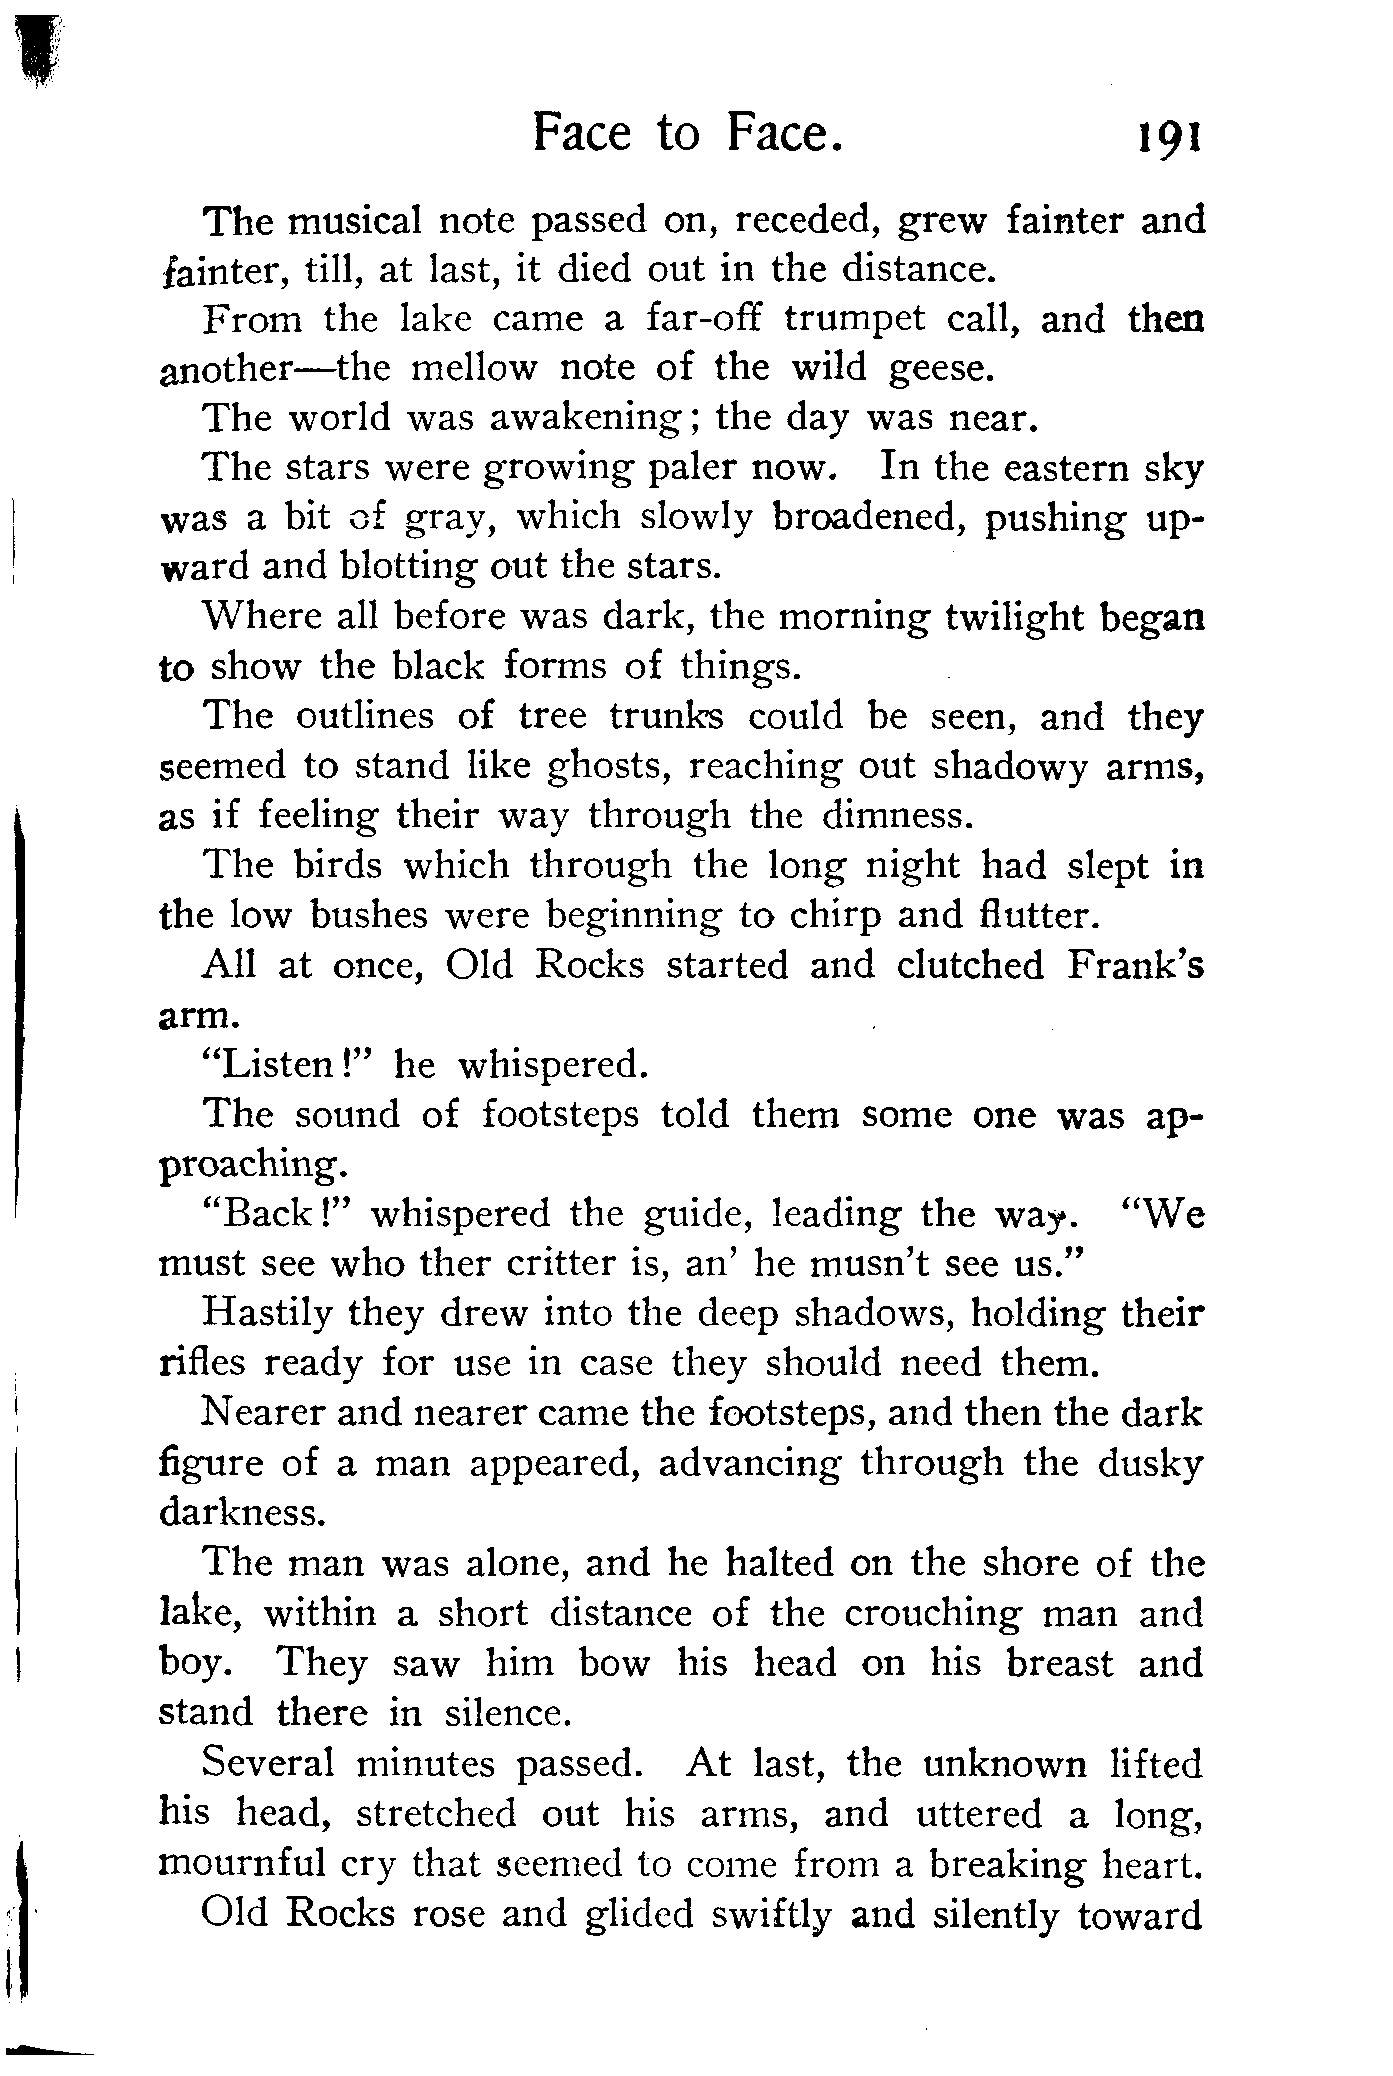 Face to Face. 191
The musical note passed on, receded, grew fainter and
fainter, till, at last, it died out in the distance.
From the lake came a far-off trumpet call, and then
another—the mellow note of the wild geese.
The world was awakening; the day was near.
The stars were growing paler now. In the eastern sky
was a bit of gray, which slowly broadened, pushing up-
ward and blotting out the stars.
Where all before was dark, the morning twilight began
to show the black forms of things.
The outlines of tree trunks could be seen, and they
seemed to stand like ghosts, reaching out shadowy arms,
as if feeling their way through the dimness.
The birds which through the long night had slept in
the low bushes were beginning to chirp and flutter.
All at once, Old Rocks started and clutched Frank's
arm.
"Listen!" he whispered.
The sound of footsteps told them some one was ap-
proaching.
"Back!" whispered the guide, leading the way. "We
must see who ther critter is, an' he musn't see us."
Hastily they drew into the deep shadows, holding their
rifles ready for use in case they should need them.
Nearer and nearer came the footsteps, and then the dark
figure of a man appeared, advancing through the dusky
darkness.
The man was alone, and he halted on the shore of the
lake, within a short distance of the crouching man and
boy. They saw him bow his head on his breast and
stand there in silence.
Several minutes passed. At last, the unknown lifted
his head, stretched out his arms, and uttered a long,
mournful cry that seemed to come from a breaking heart.
Old Rocks rose and glided swiftly and silently toward